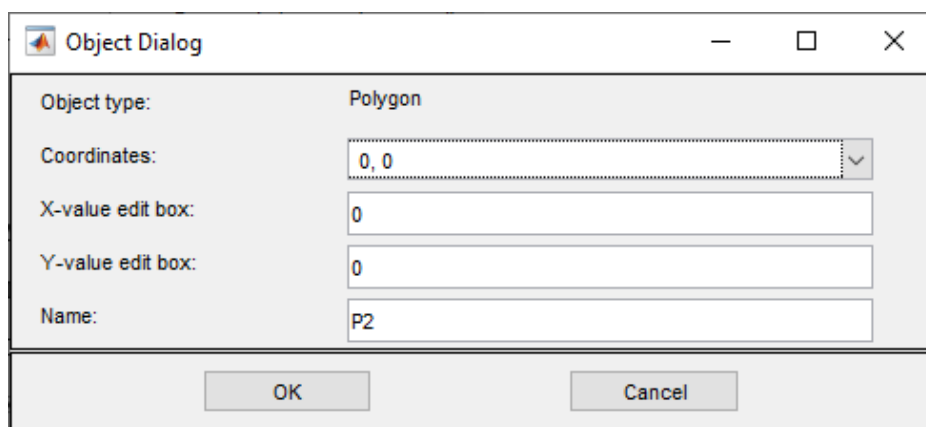 Object Dialog
Object type: Polygon
Coordinates: 0, 0
X-value edit box: 0
Y-value edit box: 0
Name: P2
OK Cancel